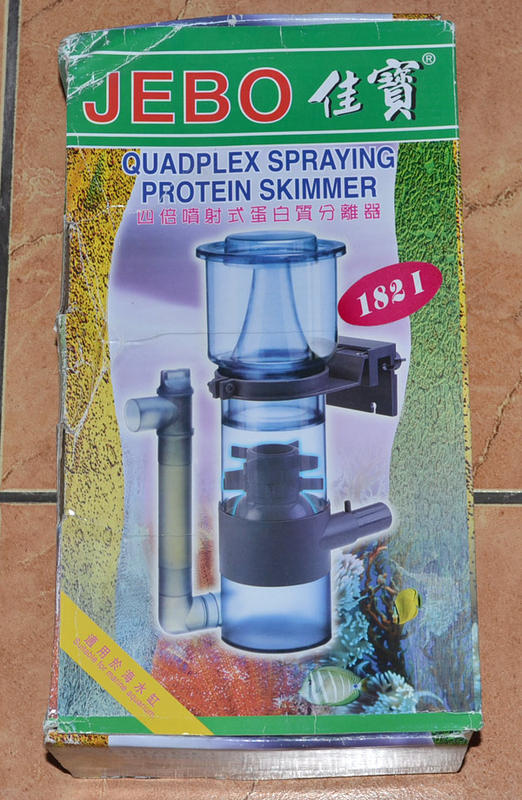 JEBO 佳寶®
QUADPLEX SPRAYING
PROTEIN SKIMMER
四倍噴射式蛋白質分離器
182 I
適用於海水缸
Suitable for marine aquarium